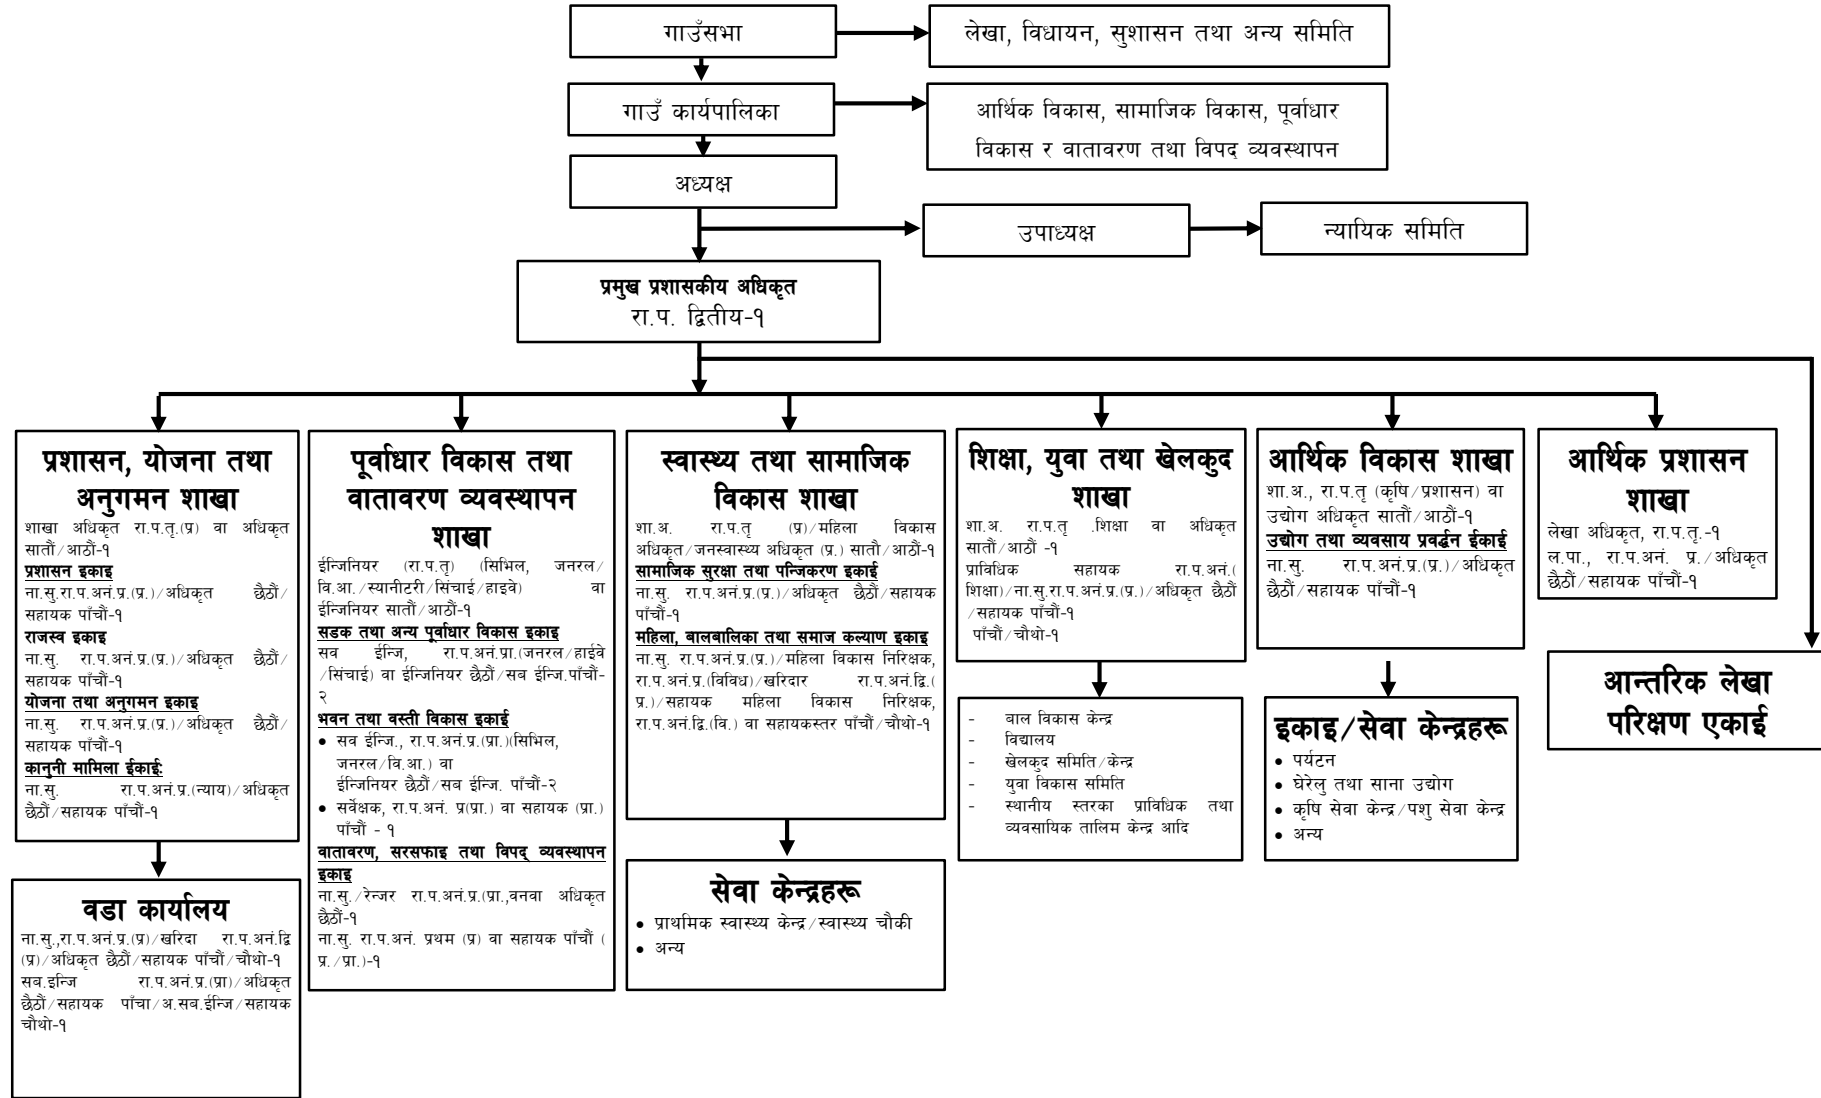 गाउँसभा
लेखा, विधायन, सुशासन तथा अन्य समिति
गाउँ कार्यपालिका
आर्थिक विकास, सामाजिक विकास, पूर्वाधार
विकास र वातावरण तथा विपद् व्यवस्थापन
अध्यक्ष
उपाध्यक्ष
न्यायिक समिति
प्रमुख प्रशासकीय अधिकृत
रा.प. द्वितीय-१
प्रशासन, योजना तथा
अनुगमन शाखा
शाखा अधिकृत रा.प.तृ.(प्र) वा अधिकृत
सातौं/आठौं-१
प्रशासन इकाइ
ना.सु.रा.प.अनं.प्र.(प्र.)/अधिकृत छैठौं/
सहायक पाँचौं-१
राजस्व इकाइ
ना.सु. रा.प.अनं.प्र.(प्र.)/अधिकृत छैठौं/
सहायक पाँचौं-१
योजना तथा अनुगमन इकाइ
ना.सु. रा.प.अनं.प्र.(प्र.)/अधिकृत छैठौं/
सहायक पाँचौं-१
कानुनी मामिला ईकाईः
ना.सु. रा.प.अनं.प्र.(न्याय)/अधिकृत
छैठौं/सहायक पाँचौं-१
वडा कार्यालय
ना.सु.,रा.प.अनं.प्र.(प्र)/खरिदा रा.प.अनं.द्वि
(प्र)/अधिकृत छैठौं/सहायक पाँचौं/चौथो-१
सब.इन्जि रा.प.अनं.प्र.(प्रा)/अधिकृत
छैठौं/सहायक पाँचा/अ.सब.ईन्जि/सहायक
चौथो-१
पूर्वाधार विकास तथा
वातावरण व्यवस्थापन
शाखा
ईन्जिनियर (रा.प.तृ) (सिभिल, जनरल/
वि.आ./स्यानीटरी/सिंचाई/हाइवे) वा
ईन्जिनियर सातौं/आठौं-१
सडक तथा अन्य पूर्वाधार विकास इकाइ
सव ईन्जि, रा.प.अनं.प्रा.(जनरल/हाईवे
/सिंचाई) वा ईन्जिनियर छैठौं/सब ईन्जि.पाँचौं-
२
भवन तथा वस्ती विकास इकाई
• सव ईन्जि., रा.प.अनं.प्र.(प्रा.)(सिभिल,
जनरल/वि.आ.) वा
ईन्जिनियर छैठौं/सब ईन्जि. पाँचौं-२
• सर्वेक्षक, रा.प.अनं. प्र(प्रा.) वा सहायक (प्रा.)
पाँचौं - १
वातावरण, सरसफाइ तथा विपद् व्यवस्थापन
इकाइ
ना.सु./रेन्जर रा.प.अनं.प्र.(प्रा.,वनवा अधिकृत
छैठौं-१
ना.सु. रा.प.अनं. प्रथम (प्र) वा सहायक पाँचौं (
प्र./प्रा.)-१
स्वास्थ्य तथा सामाजिक
विकास शाखा
शा.अ. रा.प.तृ (प्र)/महिला विकास
अधिकृत/जनस्वास्थ्य अधिकृत (प्र.) सातौ/आठौं-१
सामाजिक सुरक्षा तथा पन्जिकरण इकाई
ना.सु. रा.प.अनं.प्र.(प्र.)/अधिकृत छैठौं/सहायक
पाँचौं-१
महिला, बालबालिका तथा समाज कल्याण इकाइ
ना.सु. रा.प.अनं.प्र.(प्र.)/महिला विकास निरिक्षक,
रा.प.अनं.प्र.(विविध)/खरिदार रा.प.अनं.द्वि.(
प्र.)/सहायक महिला विकास निरिक्षक,
रा.प.अनं.द्वि.(वि.) वा सहायकस्तर पाँचौं/चौथो-१
सेवा केन्द्रहरू
• प्राथमिक स्वास्थ्य केन्द्र/स्वास्थ्य चौकी
• अन्य
शिक्षा, युवा तथा खेलकुद
शाखा
शा.अ. रा.प.तृ .शिक्षा वा अधिकृत
सातौं/आठौं -१
प्राविधिक सहायक रा.प.अनं.(
शिक्षा)/ना.सु.रा.प.अनं.प्र.(प्र.)/अधिकृत छैठौं
/सहायक पाँचौं-१
पाँचौं/चौथो-१
- बाल विकास केन्द्र
- विद्यालय
- खेलकुद समिति/केन्द्र
- युवा विकास समिति
- स्थानीय स्तरका प्राविधिक तथा
व्यवसायिक तालिम केन्द्र आदि
आर्थिक विकास शाखा
शा.अ., रा.प.तृ (कृषि/प्रशासन) वा
उद्योग अधिकृत सातौं/आठौं-१
उद्योग तथा व्यवसाय प्रवर्द्धन ईकाई
ना.सु. रा.प.अनं.प्र.(प्र.)/अधिकृत
छैठौं/सहायक पाँचौं-१
इकाइ/सेवा केन्द्रहरू
• पर्यटन
• घेरेलु तथा साना उद्योग
• कृषि सेवा केन्द्र/पशु सेवा केन्द्र
• अन्य
आर्थिक प्रशासन
शाखा
लेखा अधिकृत, रा.प.तृ.-१
ल.पा., रा.प.अनं. प्र./अधिकृत
छैठौं/सहायक पाँचौं-१
आन्तरिक लेखा
परिक्षण एकाई